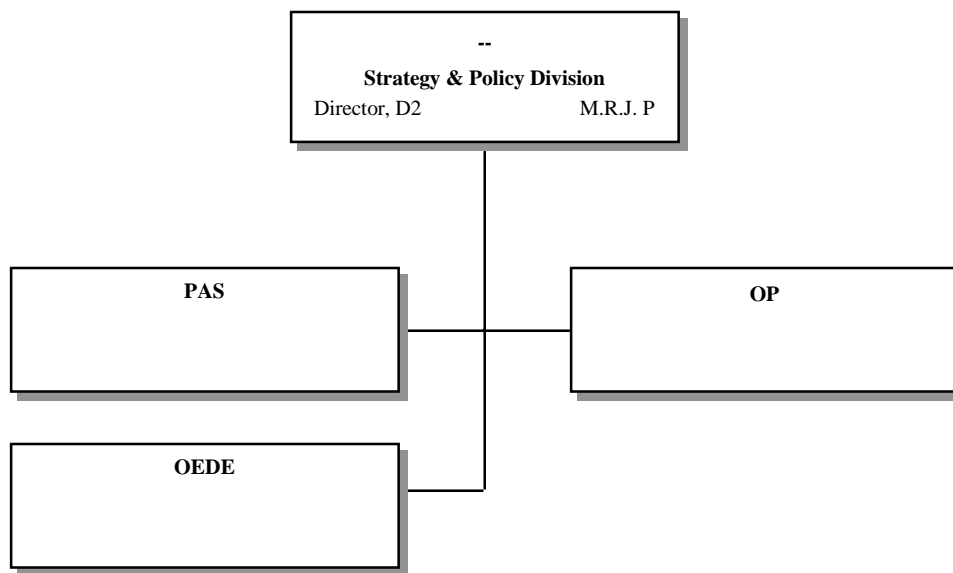 --
Strategy & Policy Division
Director, D2 M.R.J. P
PAS
OP
OEDE